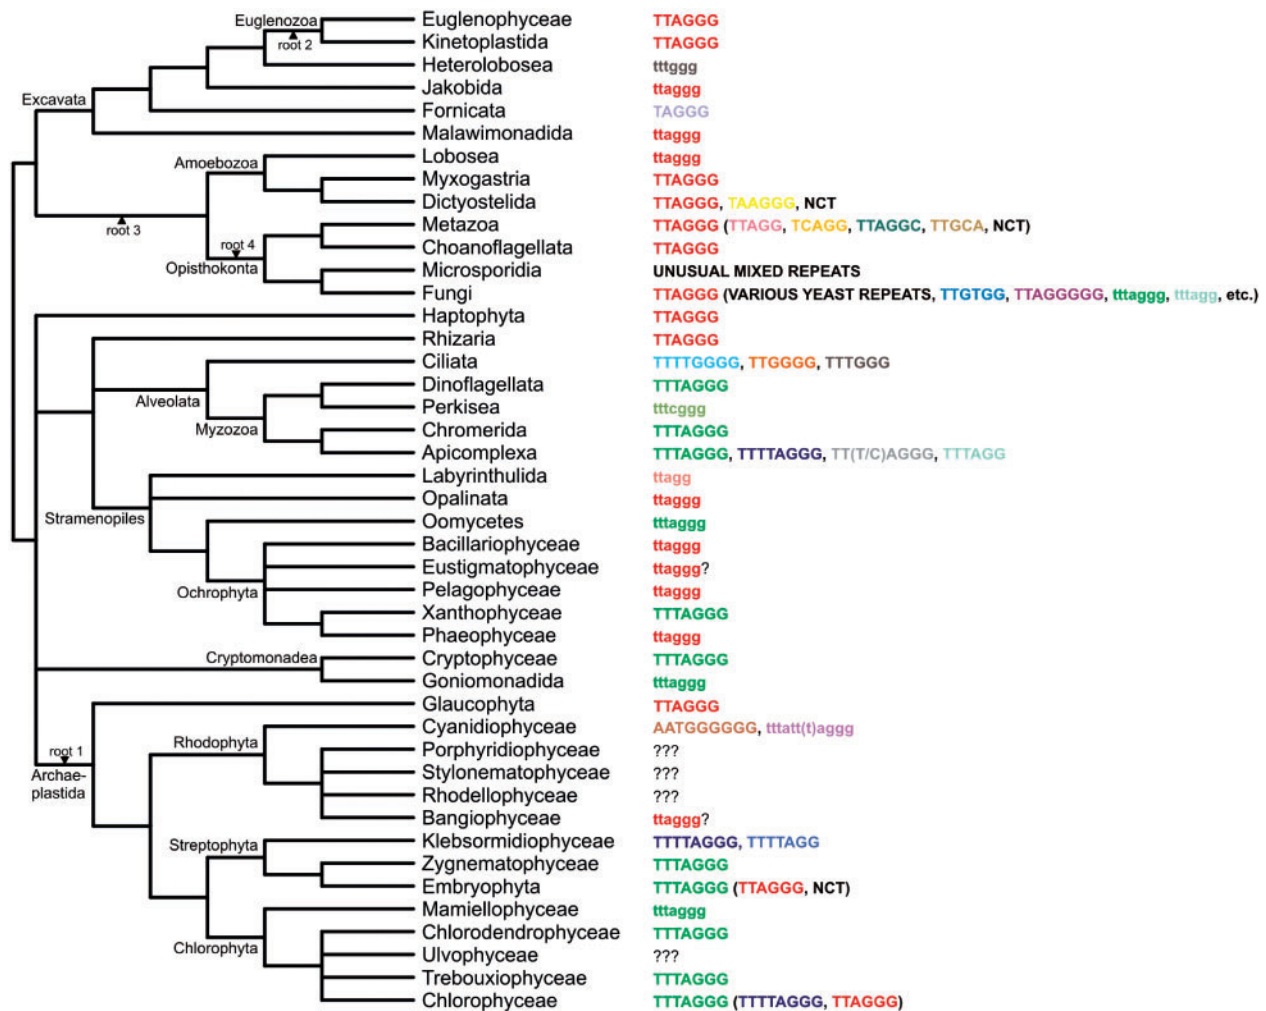 Euglenozoa Euglenophyceae TTAGGG
root 2 Kinetoplastida TTAGGG
Heterolobosea tttggg
Excavata Jakobida ttaggg
Fornicata TAGGG
Malawimonadida ttaggg
Amoebozoa Lobosea ttaggg
Myxogastria TTAGGG
Dictyostelida TTAGGG, TAAGGG, NCT
root 3 Metazoa TTAGGG (TTAGG, TCAGG, TTAGGC, TTGCA, NCT)
root 4 Choanoflagellata TTAGGG
Opisthokonta Microsporidia UNUSUAL MIXED REPEATS
Fungi TTAGGG (VARIOUS YEAST REPEATS, TTGTGG, TTAGGGGG, tttaggg, tttagg, etc.)
Haptophyta TTAGGG
Rhizaria TTAGGG
Ciliata TTTTGGGG, TTGGGG, TTTGGG
Alveolata Dinoflagellata TTTAGGG
Perkisea tttcggg
Myzozoa Chromerida TTTAGGG
Apicomplexa TTTAGGG, TTTTAGGG, TT(T/C)AGGG, TTTAGG
Labyrinthulida ttagg
Opalinata ttaggg
Stramenopiles Oomycetes tttaggg
Bacillariophyceae ttaggg
Eustigmatophyceae ttaggg?
Ochrophyta Pelagophyceae ttaggg
Xanthophyceae TTTAGGG
Phaeophyceae ttaggg
Cryptomonadea Cryptophyceae TTTAGGG
Goniomonadida tttaggg
Glaucophyta TTAGGG
Cyanidiophyceae AATGGGGGG, tttatt(t)aggg
Rhodophyta Porphyridiophyceae ???
root 1 Stylonematophyceae ???
Archae-
plastida Rhodellophyceae ???
Bangiophyceae ttaggg?
Streptophyta Klebsormidiophyceae TTTTAGGG, TTTTAGG
Zygnematophyceae TTTAGGG
Embryophyta TTTAGGG (TTAGGG, NCT)
Mamiellophyceae tttaggg
Chlorophyta Chlorodendrophyceae TTTAGGG
Ulvophyceae ???
Trebouxiophyceae TTTAGGG
Chlorophyceae TTTAGGG (TTTTAGGG, TTAGGG)